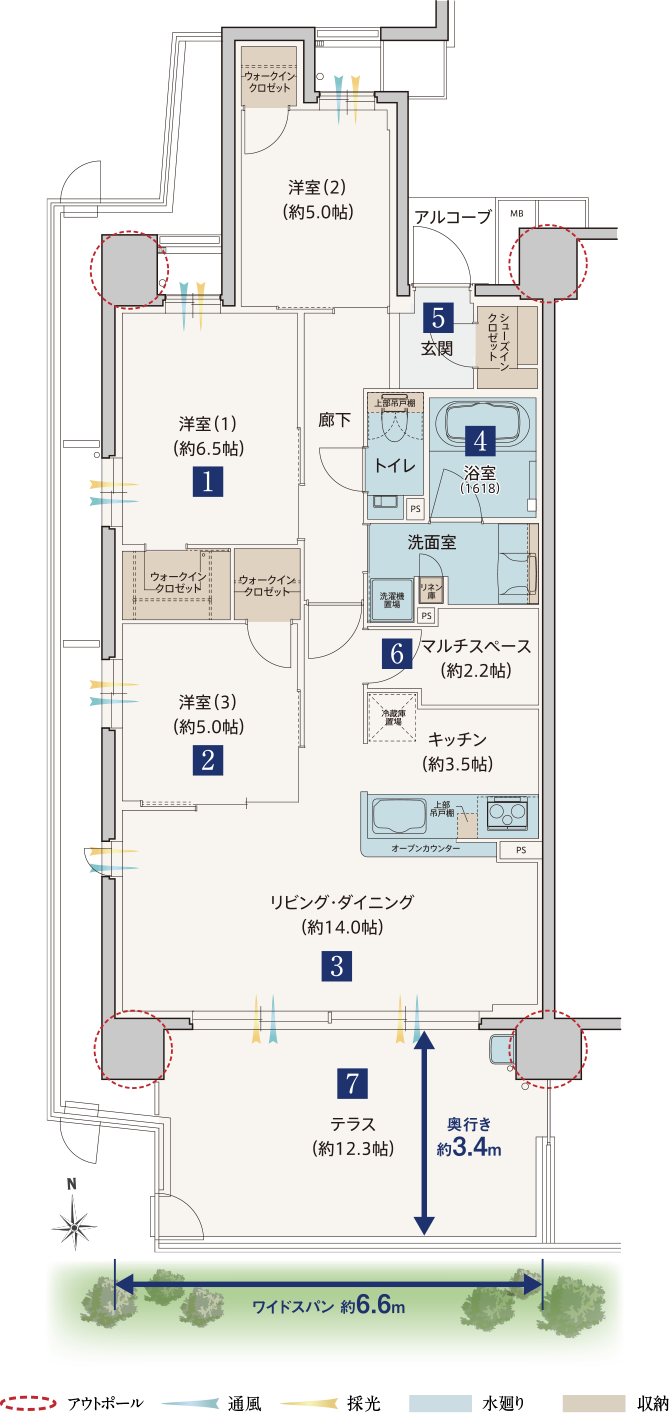 ウォークイン
クロゼット
洋室（2）
（約5.0帖）
アルコーブ
MB
5
玄関
シューズイン
クロゼット
洋室（1）
（約6.5帖）
1
廊下
上部吊戸棚
トイレ
4
浴室
（1618）
PS
洗面室
ウォークイン
クロゼット
ウォークイン
クロゼット
洗濯機
置場
リネン
庫
PS
6
マルチスペース
（約2.2帖）
洋室（3）
（約5.0帖）
2
冷蔵庫
置場
キッチン
（約3.5帖）
上部
吊戸棚
オープンカウンター
PS
リビング・ダイニング
（約14.0帖）
3
7
テラス
（約12.3帖）
奥行き
約3.4m
N
ワイドスパン 約6.6m
アウトポール
通風
採光
水廻り
収納